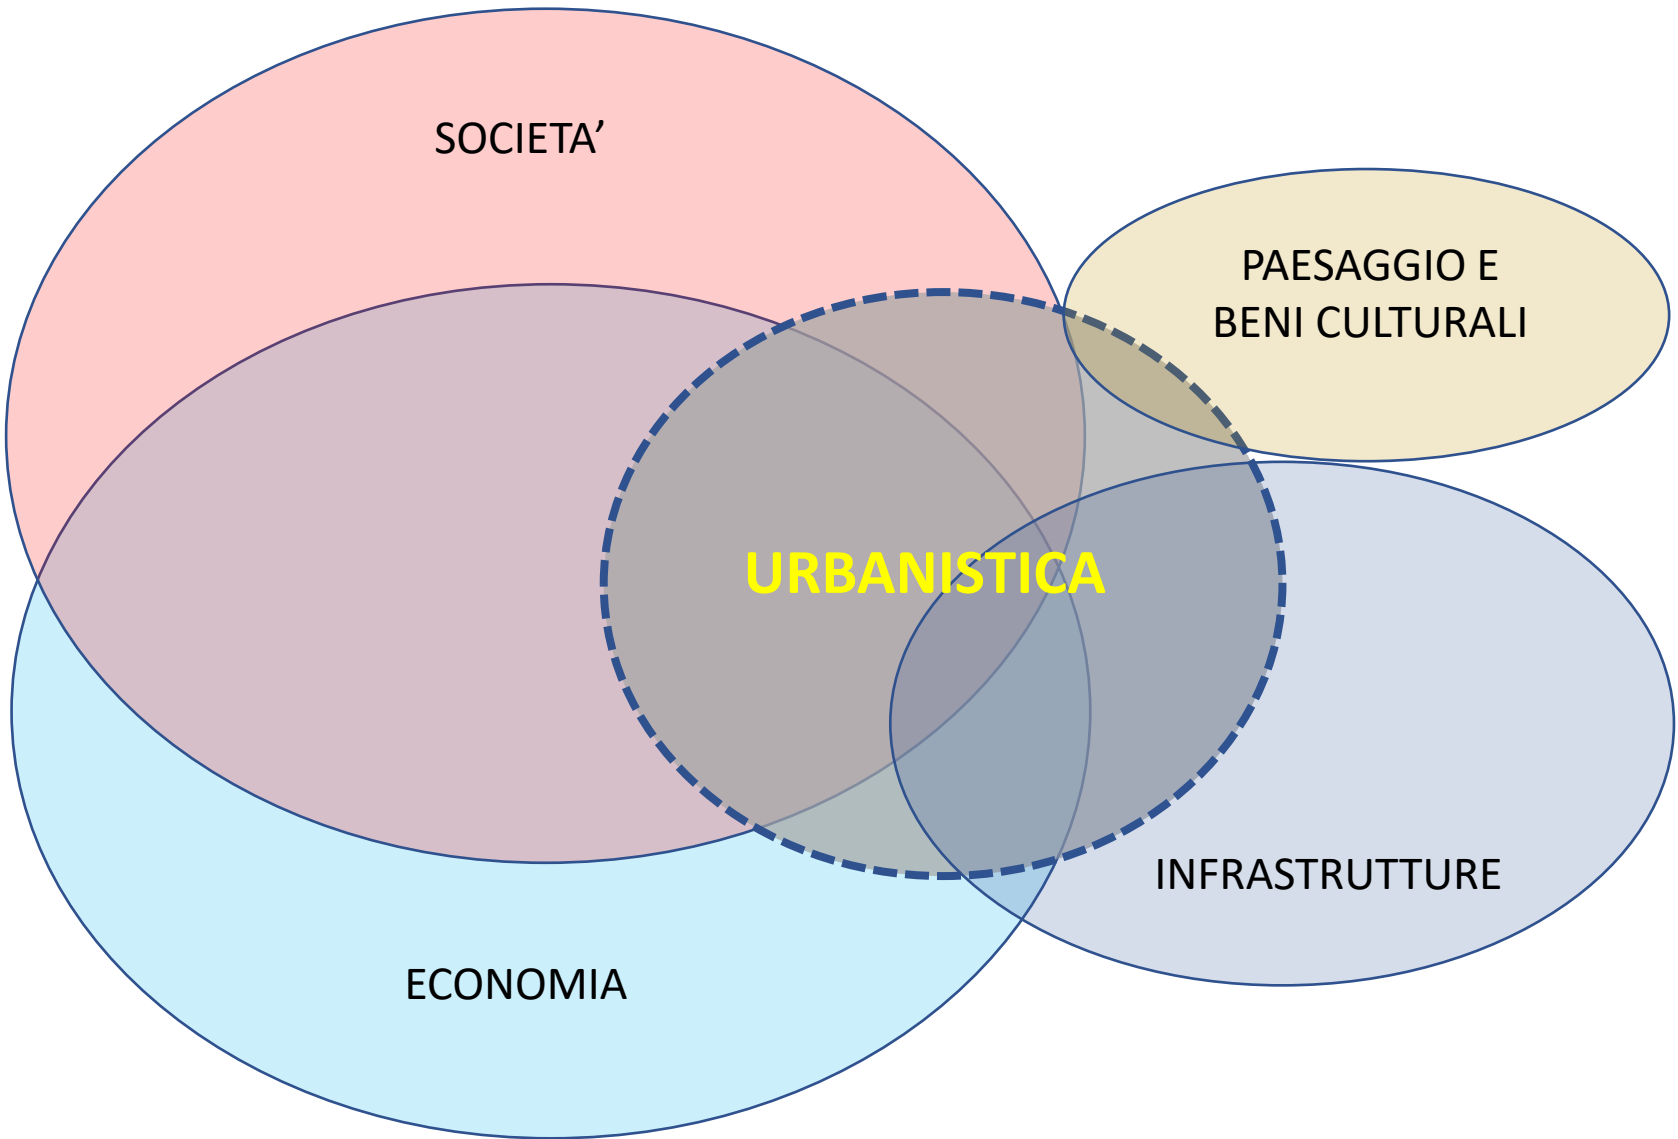 SOCIETA’
PAESAGGIO E
BENI CULTURALI
URBANISTICA
INFRASTRUTTURE
ECONOMIA